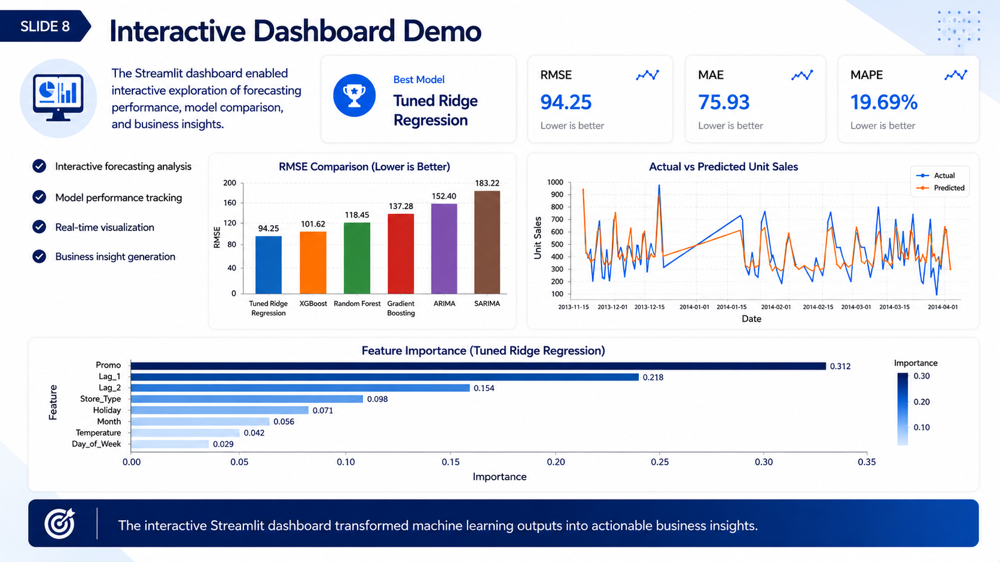 SLIDE 8
Interactive Dashboard Demo
The Streamlit dashboard enabled
interactive exploration of forecasting
performance, model comparison,
and business insights.
Best Model
Tuned Ridge
Regression
RMSE
94.25
Lower is better
MAE
75.93
Lower is better
MAPE
19.69%
Lower is better
Interactive forecasting analysis
Model performance tracking
Real-time visualization
Business insight generation
RMSE Comparison (Lower is Better)
RMSE
200
160
120
80
40
0
94.25
101.62
118.45
137.28
152.40
183.22
Tuned Ridge
Regression
XGBoost
Random Forest
Gradient
Boosting
ARIMA
SARIMA
Actual vs Predicted Unit Sales
Actual
Predicted
Unit Sales
1000
900
800
700
600
500
400
300
200
100
2013-11-15
2013-12-01
2013-12-15
2014-01-01
2014-01-15
2014-02-01
2014-02-15
2014-03-01
2014-03-15
2014-04-01
Date
Feature Importance (Tuned Ridge Regression)
Feature
Promo
0.312
Lag_1
0.218
Lag_2
0.154
Store_Type
0.098
Holiday
0.071
Month
0.056
Temperature
0.042
Day_of_Week
0.029
0.00
0.05
0.10
0.15
0.20
0.25
0.30
0.35
Importance
Importance
0.30
0.20
0.10
The interactive Streamlit dashboard transformed machine learning outputs into actionable business insights.